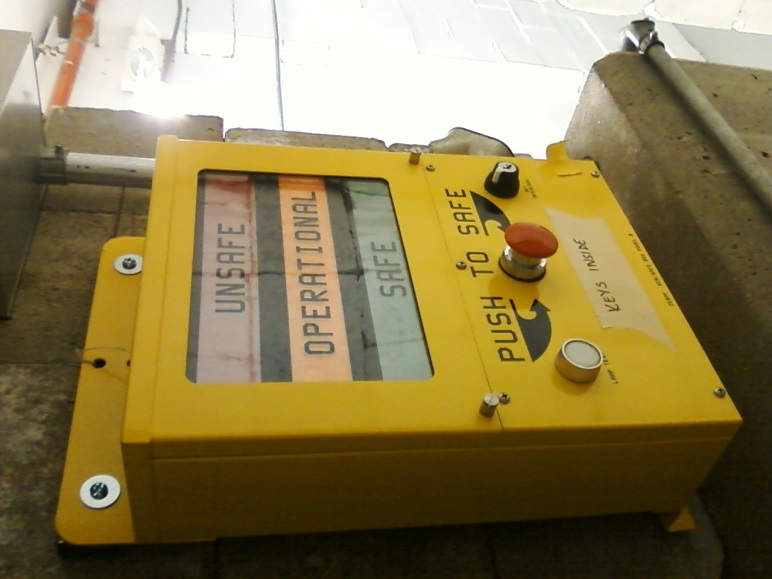 UNSAFE
OPERATIONAL
SAFE
PUSH TO SAFE
KEYS INSIDE